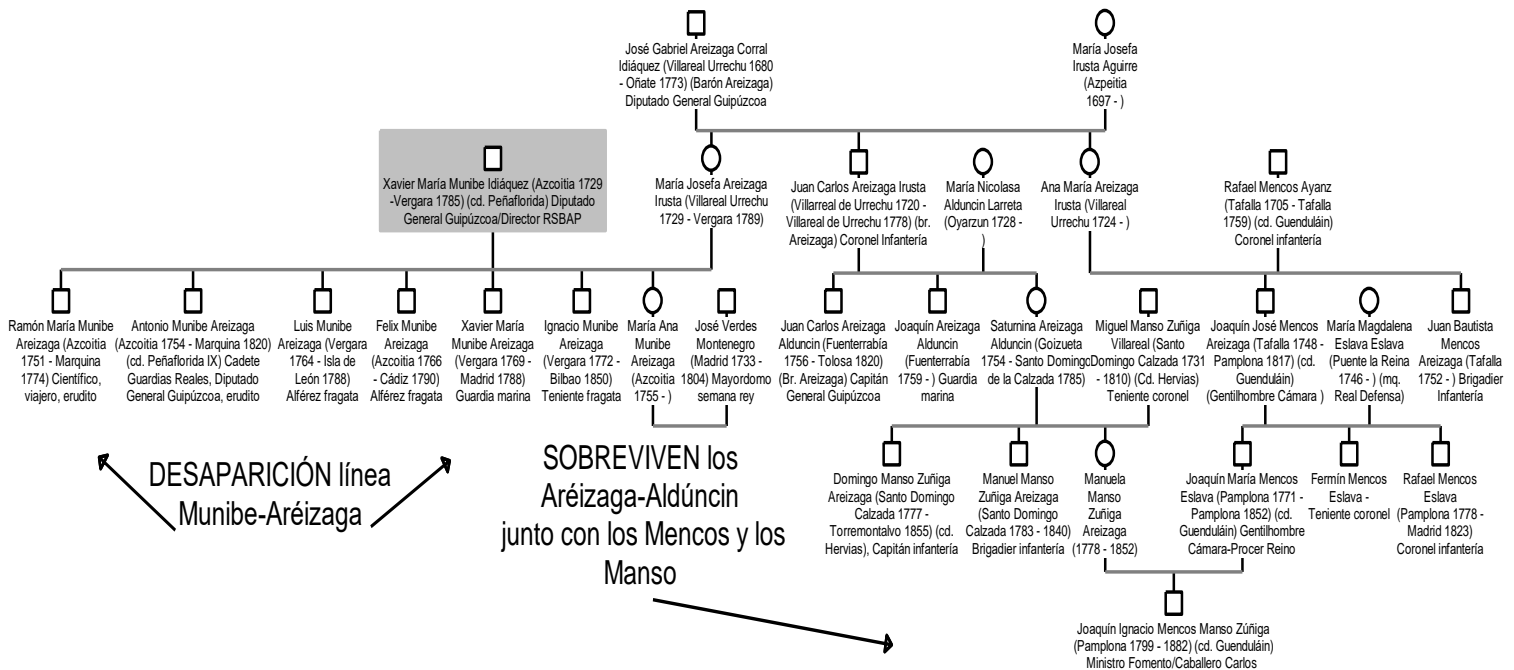 José Gabriel Areizaga Corral
Idiáquez (Villareal Urrechu 1680
- Oñate 1773) (Barón Areizaga)
Diputado General Guipúzcoa
María Josefa
Irusta Aguirre
(Azpeitia
1697 - )
Xavier María Munibe Idiáquez (Azcoitia 1729
-Vergara 1785) (cd. Peñaflorida) Diputado
General Guipúzcoa/Director RSBAP
María Josefa Areizaga
Irusta (Villareal Urrechu
1729 - Vergara 1789)
Juan Carlos Areizaga Irusta
(Villarreal de Urrechu 1720 -
Villareal de Urrechu 1778) (br.
Areizaga) Coronel Infantería
María Nicolasa
Alduncin Larreta
(Oyarzun 1728 -
)
Ana María Areizaga
Irusta (Villareal
Urrechu 1724 - )
Rafael Mencos Ayanz
(Tafalla 1705 - Tafalla
1759) (cd. Guenduláin)
Coronel infantería
Ramón María Munibe
Areizaga (Azcoitia
1751 - Marquina
1774) Científico,
viajero, erudito
Antonio Munibe Areizaga
(Azcoitia 1754 - Marquina 1820)
(cd. Peñaflorida IX) Cadete
Guardias Reales, Diputado
General Guipúzcoa, erudito
Luis Munibe
Areizaga (Vergara
1764 - Isla de
León 1788)
Alférez fragata
Felix Munibe
Areizaga
(Azcoitia 1766
- Cádiz 1790)
Alférez fragata
Xavier María
Munibe Areizaga
(Vergara 1769-
Madrid 1788)
Guardia marina
Ignacio Munibe
Areizaga
(Vergara 1772 -
Bilbao 1850)
Teniente fragata
María Ana
Munibe
Areizaga
(Azcoitia
1755 - )
José Verdes
Montenegro
(Madrid 1733 -
1804) Mayordomo
semana rey
Juan Carlos Areizaga
Alduncin (Fuenterrabía
1756 - Tolosa 1820)
(Br. Areizaga) Capitán
General Guipúzcoa
Joaquín Areizaga
Alduncin
(Fuenterrabía
1759 - ) Guardia
marina
Saturnina Areizaga
Alduncin (Goizueta
1754 - Santo Domingo
de la Calzada 1785)
Miguel Manso Zuñiga
Villareal (Santo
Domingo Calzada 1731
- 1810) (Cd. Hervias)
Teniente coronel
Joaquín José Mencos
Areizaga (Tafalla 1748 -
Pamplona 1817) (cd.
Guenduláin)
(Gentilhombre Cámara )
María Magdalena
Eslava Eslava
(Puente la Reina
1746 - ) (mq.
Real Defensa)
Juan Bautista
Mencos
Areizaga (Tafalla
1752 - ) Brigadier
Infantería
DESAPARICIÓN línea
Munibe-Aréizaga
SOBREVIVEN los
Aréizaga-Aldúncin
junto con los Mencos y los
Manso
Domingo Manso Zuñiga
Areizaga (Santo Domingo
Calzada 1777 -
Torremontalvo 1855) (cd.
Hervias), Capitán infantería
Manuel Manso
Zuñiga Areizaga
(Santo Domingo
Calzada 1783 - 1840)
Brigadier infantería
Manuela
Manso
Zuñiga
Areizaga
(1778 - 1852)
Joaquín María Mencos
Eslava (Pamplona 1771 -
Pamplona 1852) (cd.
Guenduláin) Gentilhombre
Cámara-Procer Reino
Fermín Mencos
Eslava -
Teniente coronel
Rafael Mencos
Eslava
(Pamplona 1778 -
Madrid 1823)
Coronel infantería
Joaquín Ignacio Mencos Manso Zúñiga
(Pamplona 1799 - 1882) (cd. Guenduláin)
Ministro Fomento/Caballero Carlos